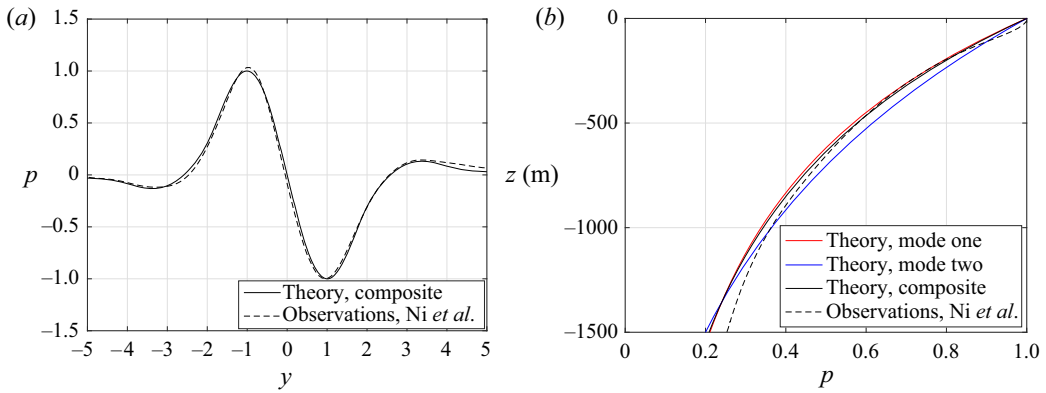 (a)
1.5
1.0
0.5
0
–0.5
–1.0
–1.5
p
–5 –4 –3 –2 –1 0 1 2 3 4 5
y
Theory, composite
Observations, Ni et al.
(b)
0
–500
–1000
–1500
z (m)
0 0.2 0.4 0.6 0.8 1.0
p
Theory, mode one
Theory, mode two
Theory, composite
Observations, Ni et al.